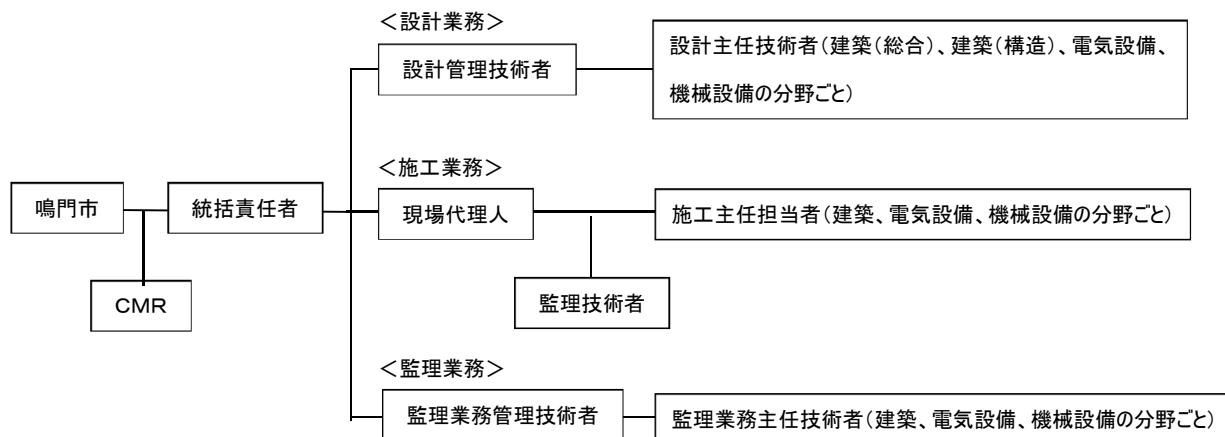 ＜設計業務＞
設計管理技術者
設計主任技術者（建築（総合）、建築（構造）、電気設備、
機械設備の分野ごと）
鳴門市
統括責任者
CMR
＜施工業務＞
現場代理人
施工主任担当者（建築、電気設備、機械設備の分野ごと）
監理技術者
＜監理業務＞
監理業務管理技術者
監理業務主任技術者（建築、電気設備、機械設備の分野ごと）